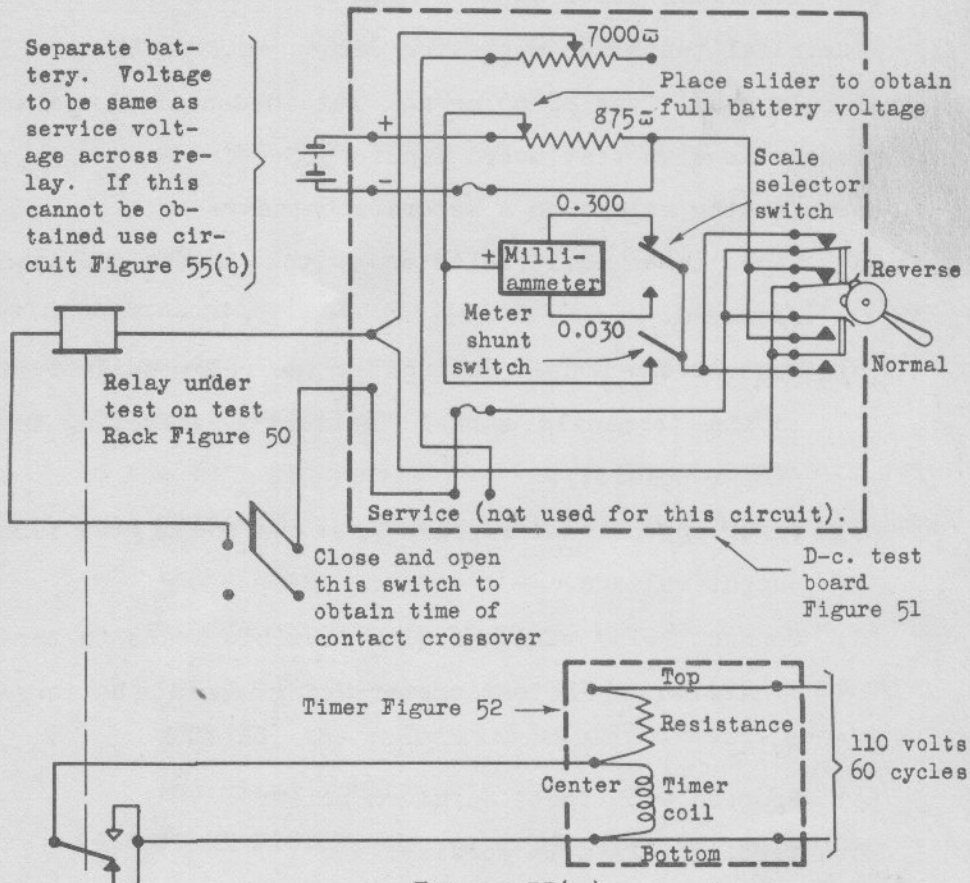 Separate bat-
tery. Voltage
to be same as
service volt-
age across re-
lay. If this
cannot be ob-
tained use cir-
cuit Figure 55(b)
7000ω
Place slider to obtain
full battery voltage
+
875ω
-
Scale
selector
switch
0.300
+ Milli-
ammeter
0.030
Meter
shunt
switch
Reverse
Normal
Relay under
test on test
Rack Figure 50
Service (not used for this circuit).
D-c. test
board
Figure 51
Close and open
this switch to
obtain time of
contact crossover
Timer Figure 52
Top
Resistance
Center
Timer
coil
Bottom
110 volts
60 cycles